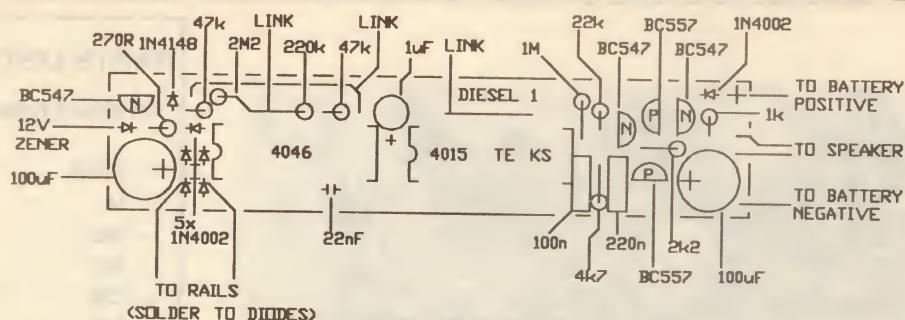 47k LINK LINK 22k BC557
270R 1N4148 2M2 220k 47k 1uF LINK 1M BC547 BC547 1N4002
BC547 N DIESEL 1 TO BATTERY
POSITIVE
12V
ZENER
N P N 1k
4046 4015 TE KS TO SPEAKER
100uF P TO BATTERY
NEGATIVE
5x
1N4002 22nF 100n 220n 2k2
4k7 BC557 100uF
TO RAILS
(SOLDER TO DIODES)